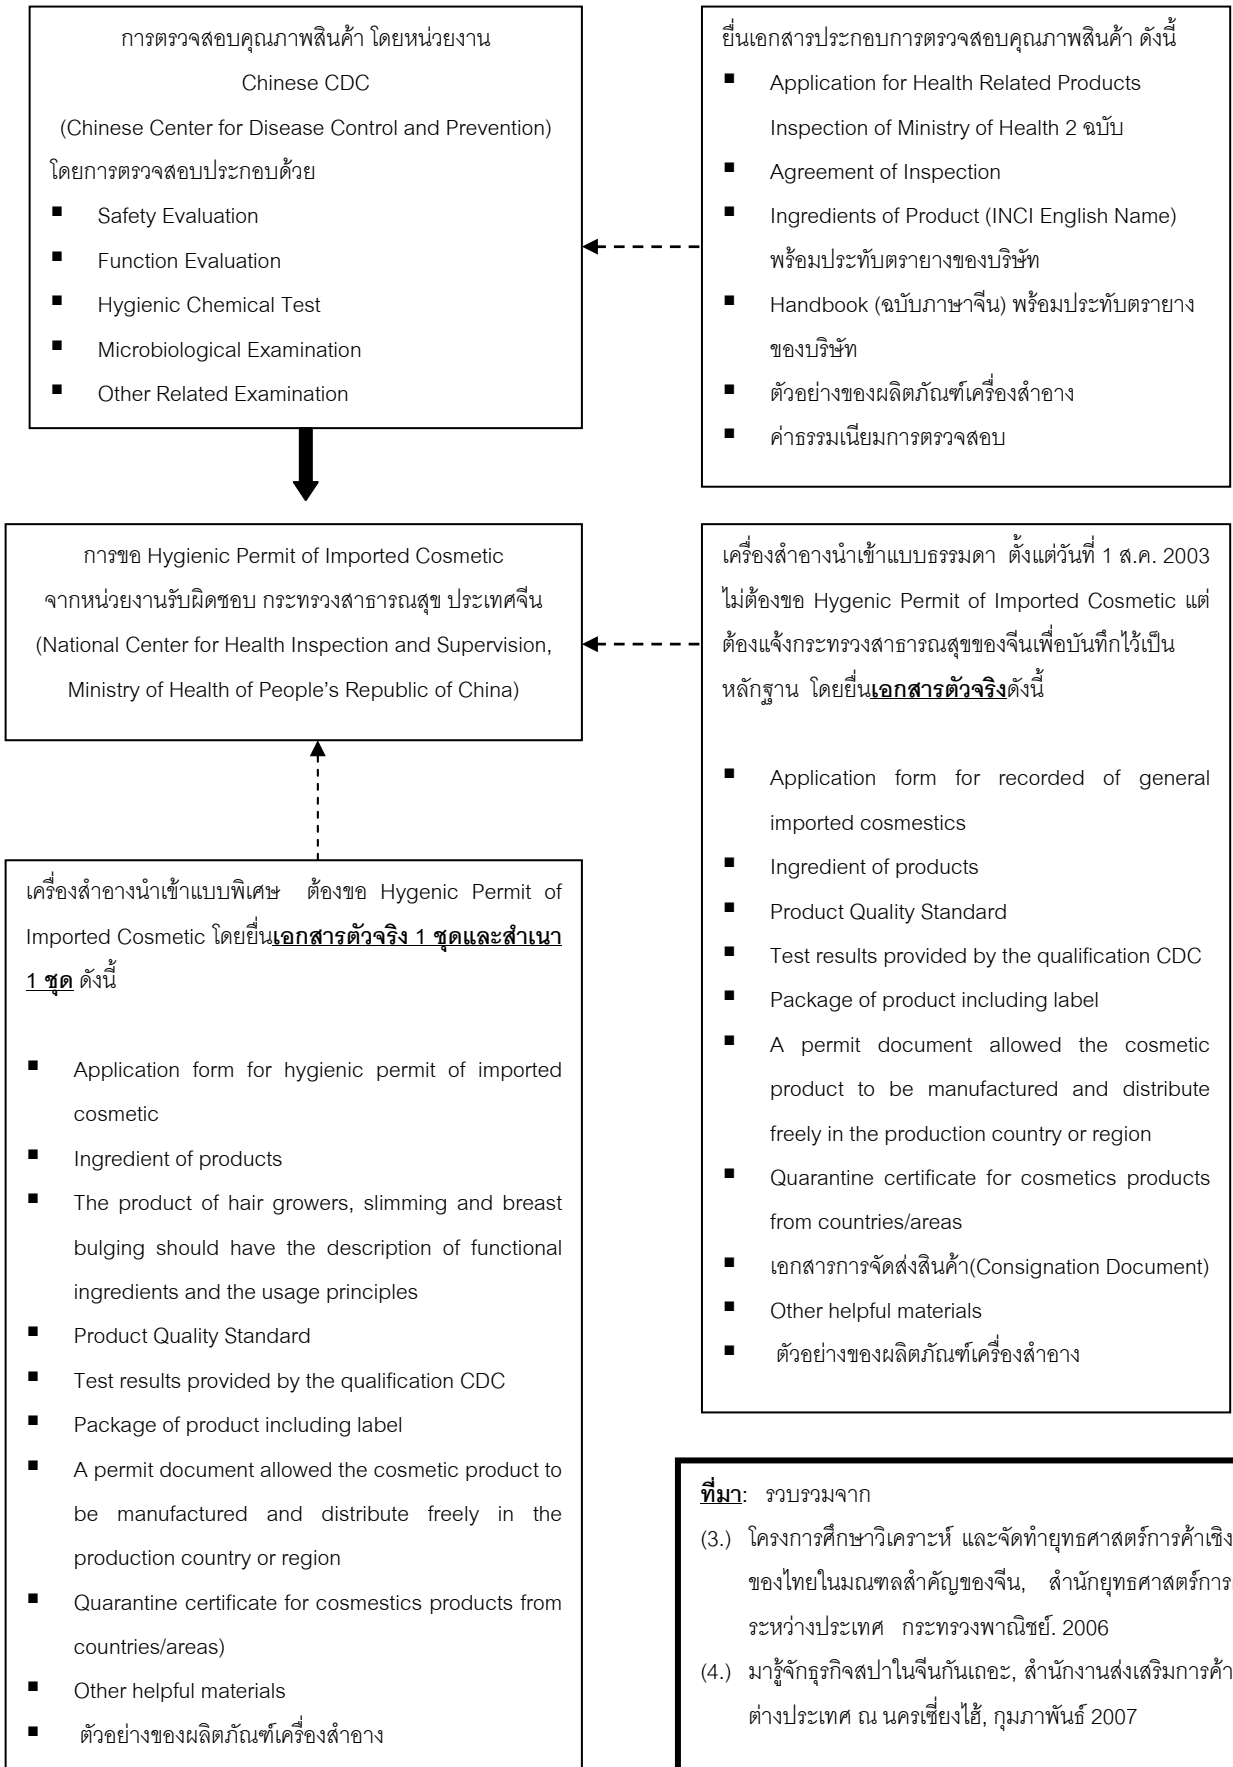 การตรวจสอบคุณภาพสินค้า โดยหน่วยงาน
Chinese CDC
(Chinese Center for Disease Control and Prevention)
โดยการตรวจสอบประกอบด้วย
■ Safety Evaluation
■ Function Evaluation
■ Hygienic Chemical Test
■ Microbiological Examination
■ Other Related Examination
ยื่นเอกสารประกอบการตรวจสอบคุณภาพสินค้า ดังนี้
■ Application for Health Related Products
Inspection of Ministry of Health 2 ฉบับ
■ Agreement of Inspection
■ Ingredients of Product (INCI English Name)
พร้อมประทับตรายางของบริษัท
■ Handbook (ฉบับภาษาจีน) พร้อมประทับตรายาง
ของบริษัท
■ ตัวอย่างของผลิตภัณฑ์เครื่องสำอาง
■ ค่าธรรมเนียมการตรวจสอบ
การขอ Hygienic Permit of Imported Cosmetic
จากหน่วยงานรับผิดชอบ กระทรวงสาธารณสุข ประเทศจีน
(National Center for Health Inspection and Supervision,
Ministry of Health of People's Republic of China)
เครื่องสำอางนำเข้าแบบธรรมดา ตั้งแต่วันที่ 1 ส.ค. 2003
ไม่ต้องขอ Hygenic Permit of Imported Cosmetic แต่
ต้องแจ้งกระทรวงสาธารณสุขของจีนเพื่อบันทึกไว้เป็น
หลักฐาน โดยยื่นเอกสารตัวจริงดังนี้
■ Application form for recorded of general
imported cosmestics
■ Ingredient of products
■ Product Quality Standard
■ Test results provided by the qualification CDC
■ Package of product including label
■ A permit document allowed the cosmetic
product to be manufactured and distribute
freely in the production country or region
■ Quarantine certificate for cosmetics products
from countries/areas
■ เอกสารการจัดส่งสินค้า(Consignation Document)
■ Other helpful materials
■ ตัวอย่างของผลิตภัณฑ์เครื่องสำอาง
เครื่องสำอางนำเข้าแบบพิเศษ ต้องขอ Hygenic Permit of
Imported Cosmetic โดยยื่นเอกสารตัวจริง 1 ชุดและสำเนา
1 ชุด ดังนี้
■ Application form for hygienic permit of imported
cosmetic
■ Ingredient of products
■ The product of hair growers, slimming and breast
bulging should have the description of functional
ingredients and the usage principles
■ Product Quality Standard
■ Test results provided by the qualification CDC
■ Package of product including label
■ A permit document allowed the cosmetic product to
be manufactured and distribute freely in the
production country or region
■ Quarantine certificate for cosmestics products from
countries/areas)
■ Other helpful materials
■ ตัวอย่างของผลิตภัณฑ์เครื่องสำอาง
ที่มา: รวบรวมจาก
(3.) โครงการศึกษาวิเคราะห์ และจัดทำยุทธศาสตร์การค้าเชิง
ของไทยในมณฑลสำคัญของจีน, สำนักยุทธศาสตร์การ
ระหว่างประเทศ กระทรวงพาณิชย์. 2006
(4.) มารู้จักธุรกิจสปาในจีนกันเถอะ, สำนักงานส่งเสริมการค้า
ต่างประเทศ ณ นครเซี่ยงไฮ้, กุมภาพันธ์ 2007